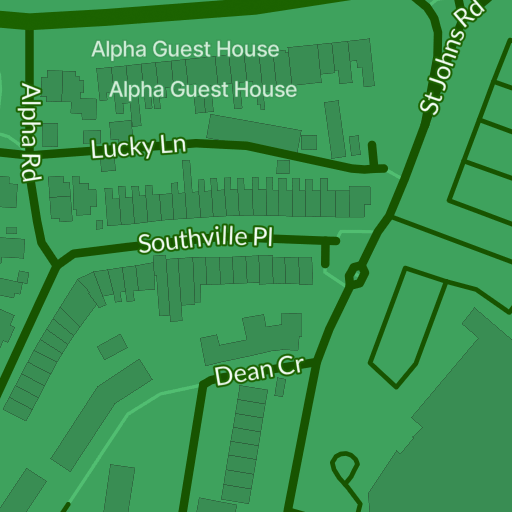 Alpha Guest House
Alpha Guest House
St Johns Rd
Alpha Rd
Lucky Ln
Southville Pl
Dean Cr